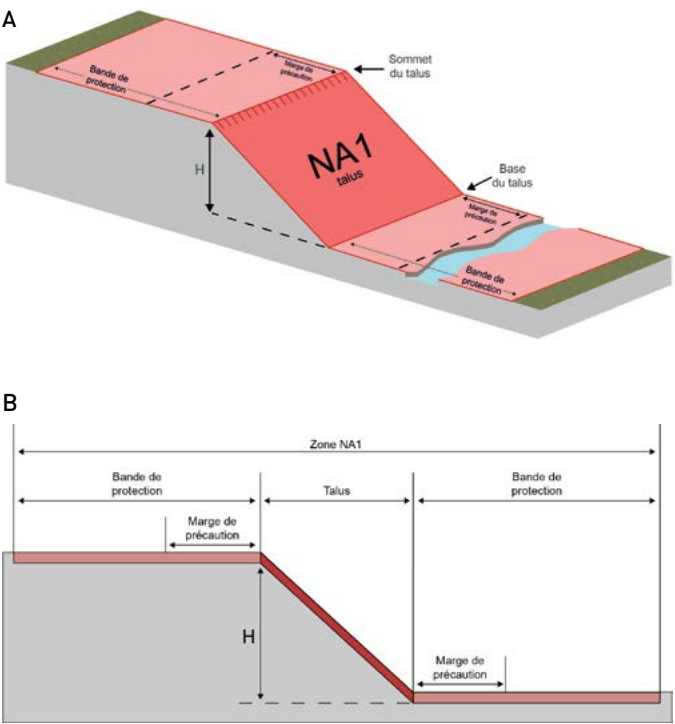 A
Sommet
du talus
Marge de
précaution
Bande de
protection
NA1
talus
H
Base
du talus
Marge de
précaution
Bande de
protection
B
Zone NA1
Bande de
protection
Talus
Bande de
protection
Marge de
précaution
H
Marge de
précaution